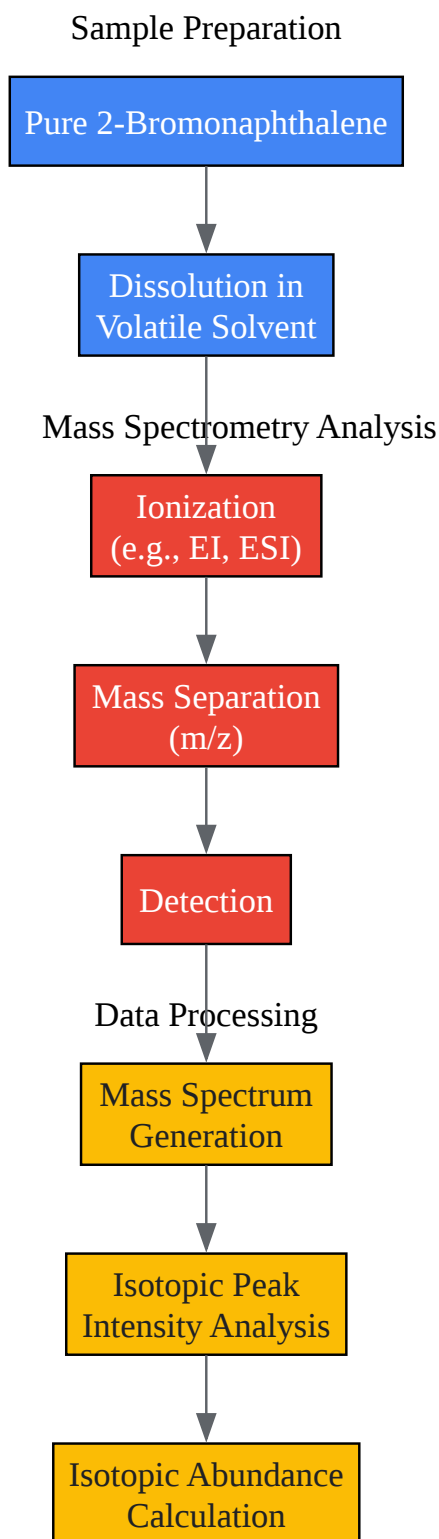 Sample Preparation
Pure 2-Bromonaphthalene
Dissolution in
Volatile Solvent
Mass Spectrometry Analysis
Ionization
(e.g., EI, ESI)
Mass Separation
(m/z)
Detection
Data Processing
Mass Spectrum
Generation
Isotopic Peak
Intensity Analysis
Isotopic Abundance
Calculation